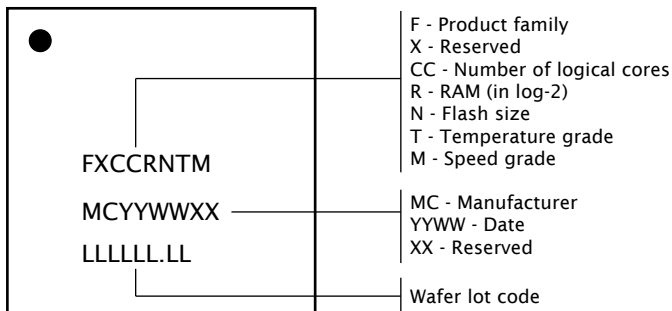 F - Product family
X - Reserved
CC - Number of logical cores
R - RAM (in log-2)
N - Flash size
T - Temperature grade
M - Speed grade
FXCCRNTM
MCYYWWXX
MC - Manufacturer
YYWW - Date
XX - Reserved
LLLLLL.LL
Wafer lot code